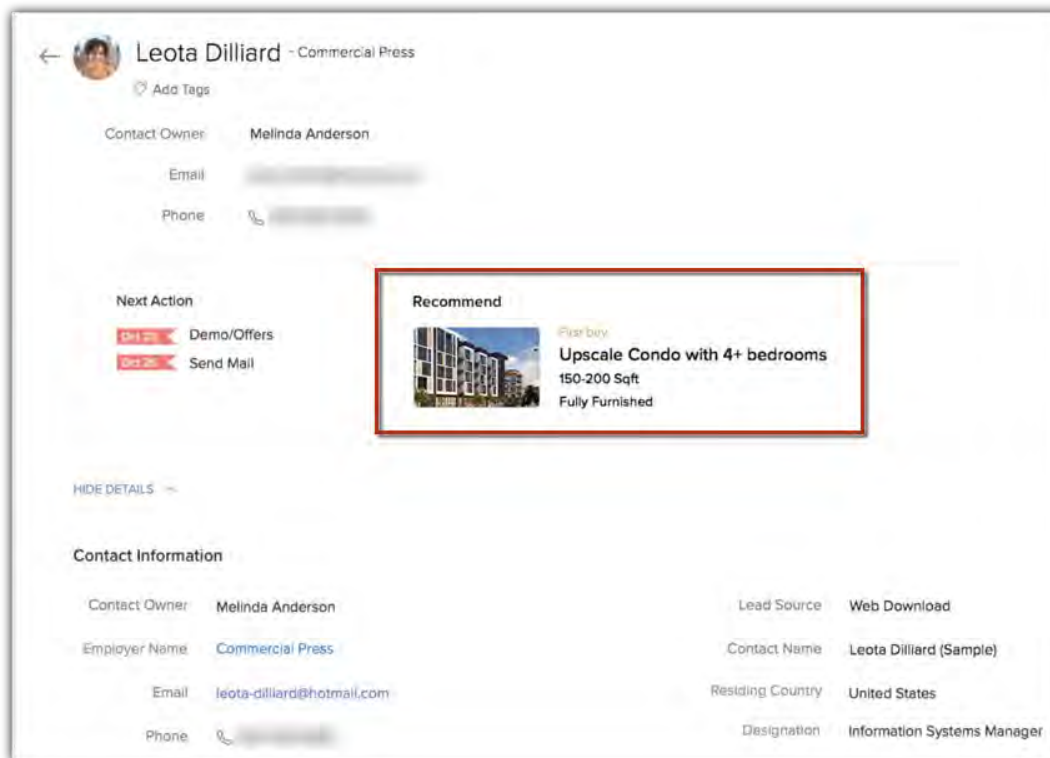 Leota Dilliard - Commercial Press
Add Tags
Contact Owner Melinda Anderson
Email
Phone
Next Action
Demo/Offers
Send Mail
Recommend
First buy
Upscale Condo with 4+ bedrooms
150-200 Sqft
Fully Furnished
HIDE DETAILS
Contact Information
Contact Owner Melinda Anderson
Lead Source Web Download
Employer Name Commercial Press
Contact Name Leota Dilliard (Sample)
Email leota-dilliard@hotmail.com
Residing Country United States
Phone
Designation Information Systems Manager